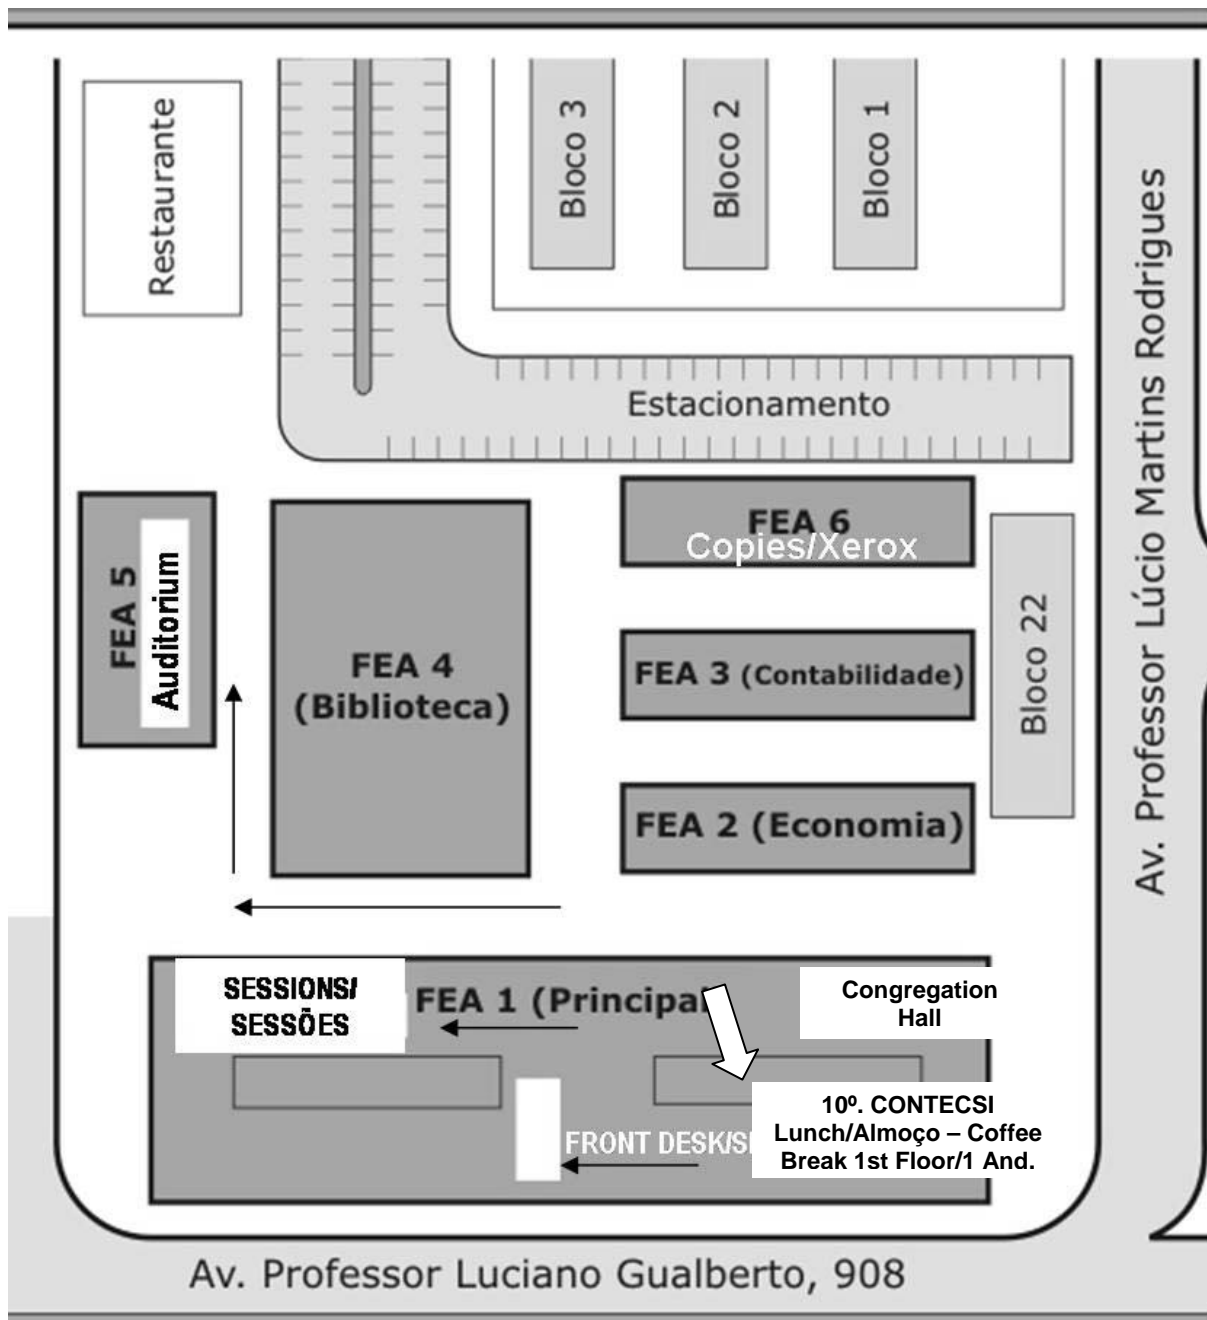 Restaurante
Bloco 3
Bloco 2
Bloco 1
Estacionamento
Av. Professor Lúcio Martins Rodrigues
FEA 5
Auditorium
FEA 4
(Biblioteca)
FEA 6
Copies/Xerox
FEA 3 (Contabilidade)
Bloco 22
FEA 2 (Economia)
SESSIONS/
SESSÕES
FEA 1 (Principal
Congregation
Hall
FRONT DESK/
10º. CONTECSI
Lunch/Almoço – Coffee
Break 1st Floor/1 And.
Av. Professor Luciano Gualberto, 908